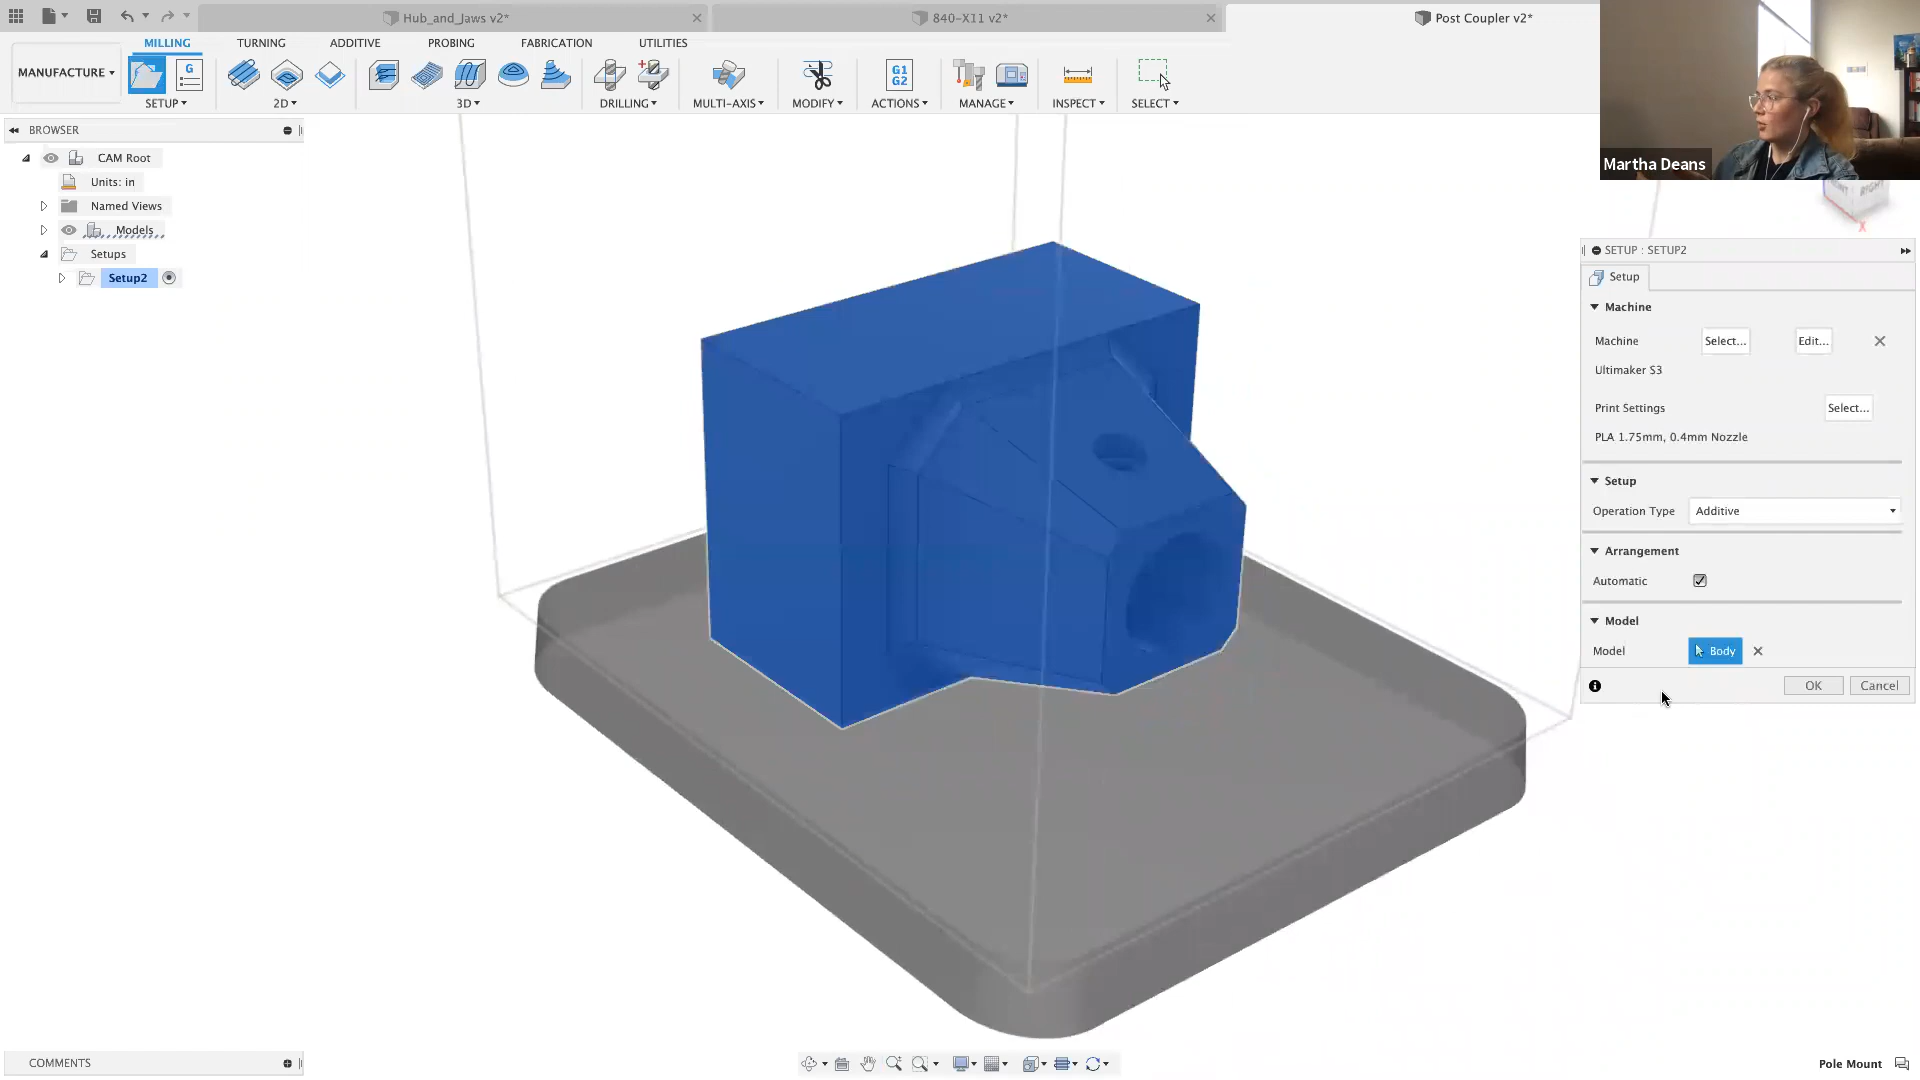 Hub_and_Jaws v2*
840-X11 v2*
Post Coupler v2*
MANUFACTURE
MILLING
TURNING
ADDITIVE
PROBING
FABRICATION
UTILITIES
G
G1
G2
SETUP
2D
3D
DRILLING
MULTI-AXIS
MODIFY
ACTIONS
MANAGE
INSPECT
SELECT
Martha Deans
BROWSER
CAM Root
Units: in
Named Views
Models
Setups
Setup2
RIGHT
X
SETUP : SETUP2
Setup
Machine
Machine Select... Edit...
Ultimaker S3
Print Settings Select...
PLA 1.75mm, 0.4mm Nozzle
Setup
Operation Type Additive
Arrangement
Automatic
Model
Model Body
OK Cancel
COMMENTS
Pole Mount